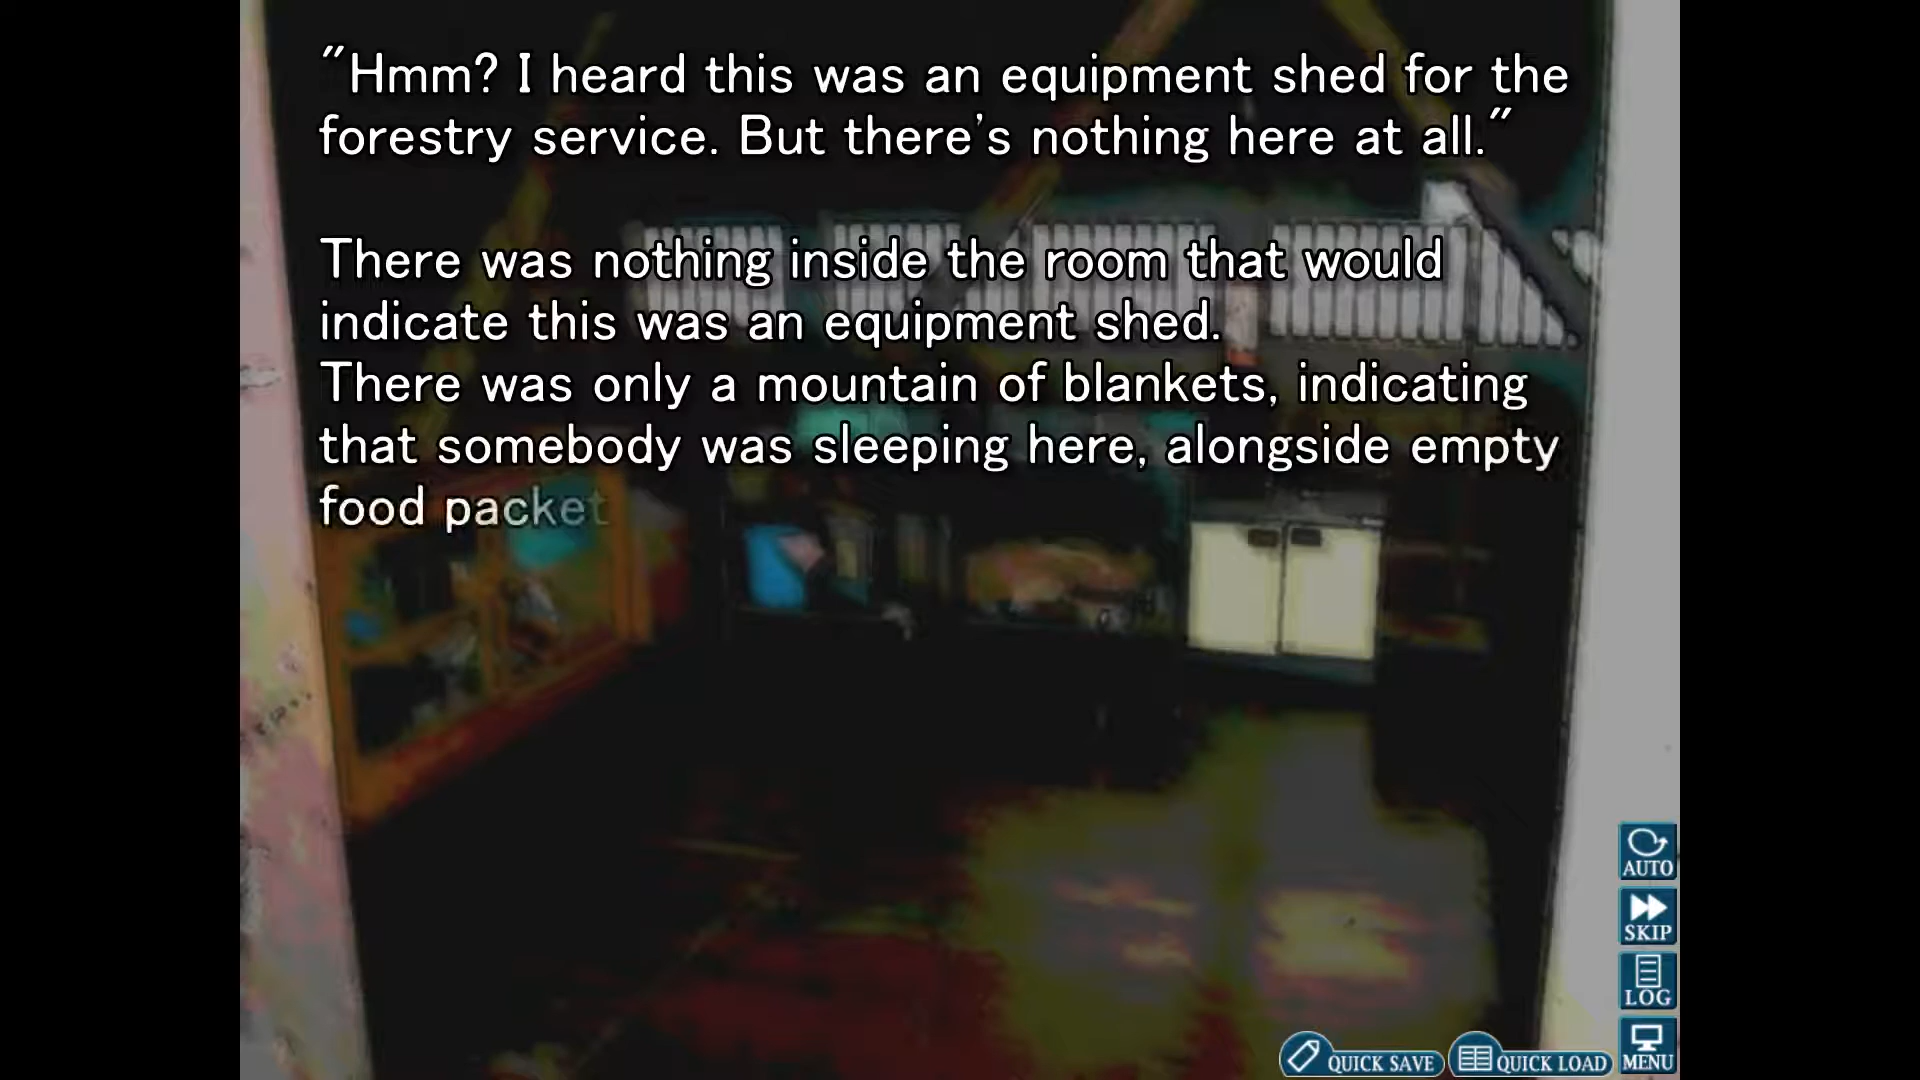 "Hmm? I heard this was an equipment shed for the
forestry service. But there's nothing here at all."
There was nothing inside the room that would
indicate this was an equipment shed.
There was only a mountain of blankets, indicating
that somebody was sleeping here, alongside empty
food packet
AUTO
SKIP
LOG
MENU
QUICK SAVE
QUICK LOAD